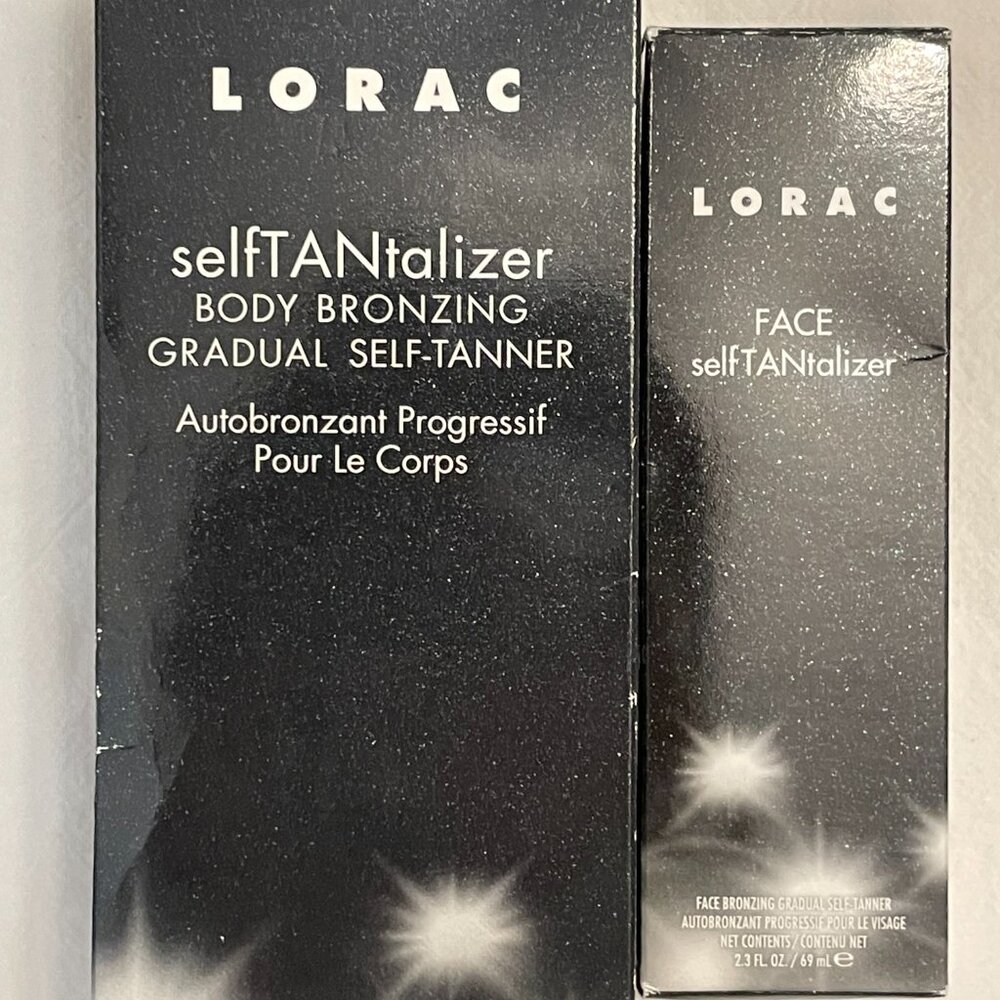 LORAC
selfTANtalizer
BODY BRONZING
GRADUAL SELF-TANNER
Autobronzant Progressif
Pour Le Corps
LORAC
FACE
selfTANtalizer
FACE BRONZING GRADUAL SELF-TANNER
AUTOBRONZANT PROGRESSIF POUR LE VISAGE
NET CONTENTS / CONTENU NET
2.3 FL. OZ. / 69 mL ℮